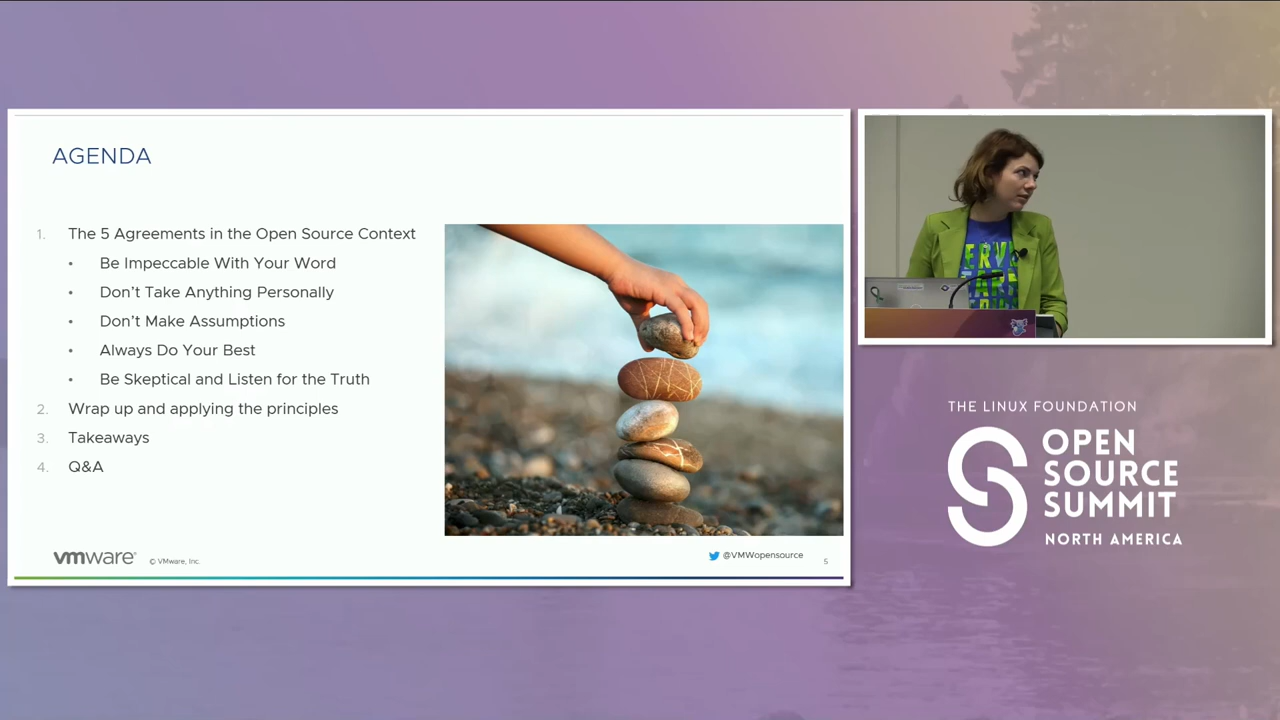 AGENDA
1. The 5 Agreements in the Open Source Context
• Be Impeccable With Your Word
• Don't Take Anything Personally
• Don't Make Assumptions
• Always Do Your Best
• Be Skeptical and Listen for the Truth
2. Wrap up and applying the principles
3. Takeaways
4. Q&A
vmware® © VMware, Inc.
@VMWopensource
5
THE LINUX FOUNDATION
OPEN
SOURCE
SUMMIT
NORTH AMERICA